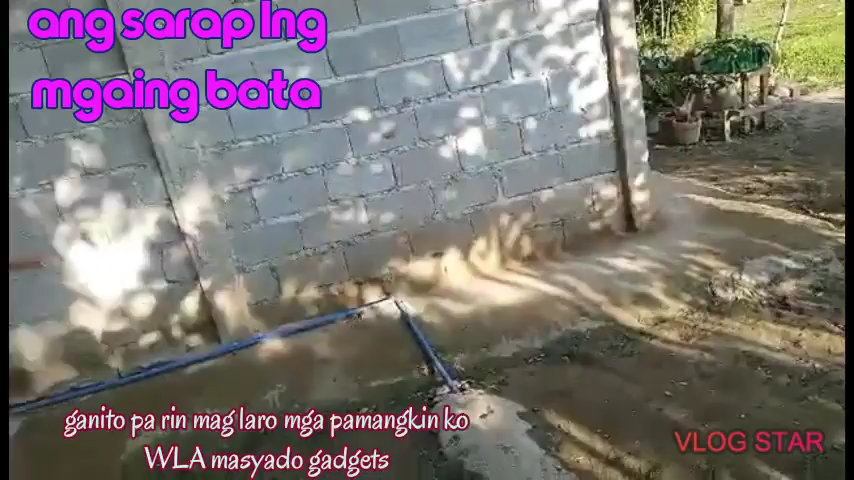 ang sarap lng
mgaing bata
ganito pa rin mag laro mga pamangkin ko
WLA masyado gadgets
VLOG STAR